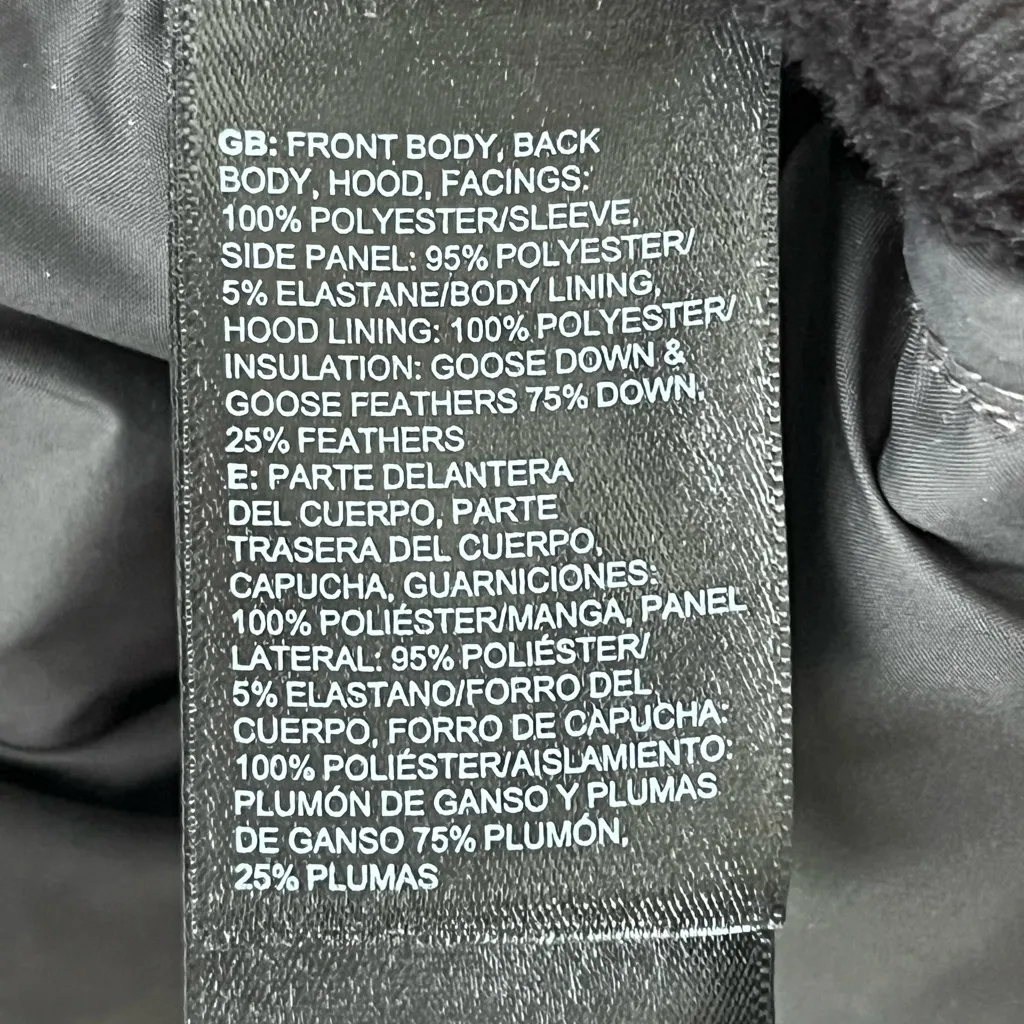 GB: FRONT BODY, BACK
BODY, HOOD, FACINGS:
100% POLYESTER/SLEEVE,
SIDE PANEL: 95% POLYESTER/
5% ELASTANE/BODY LINING,
HOOD LINING: 100% POLYESTER/
INSULATION: GOOSE DOWN &
GOOSE FEATHERS 75% DOWN,
25% FEATHERS
E: PARTE DELANTERA
DEL CUERPO, PARTE
TRASERA DEL CUERPO,
CAPUCHA, GUARNICIONES:
100% POLIÉSTER/MANGA, PANEL
LATERAL: 95% POLIÉSTER/
5% ELASTANO/FORRO DEL
CUERPO, FORRO DE CAPUCHA:
100% POLIÉSTER/AISLAMIENTO:
PLUMÓN DE GANSO Y PLUMAS
DE GANSO 75% PLUMÓN,
25% PLUMAS